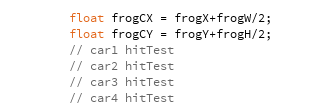 float frogCX = frogX+frogW/2;
float frogCY = frogY+frogH/2;
// car1 hitTest
// car2 hitTest
// car3 hitTest
// car4 hitTest